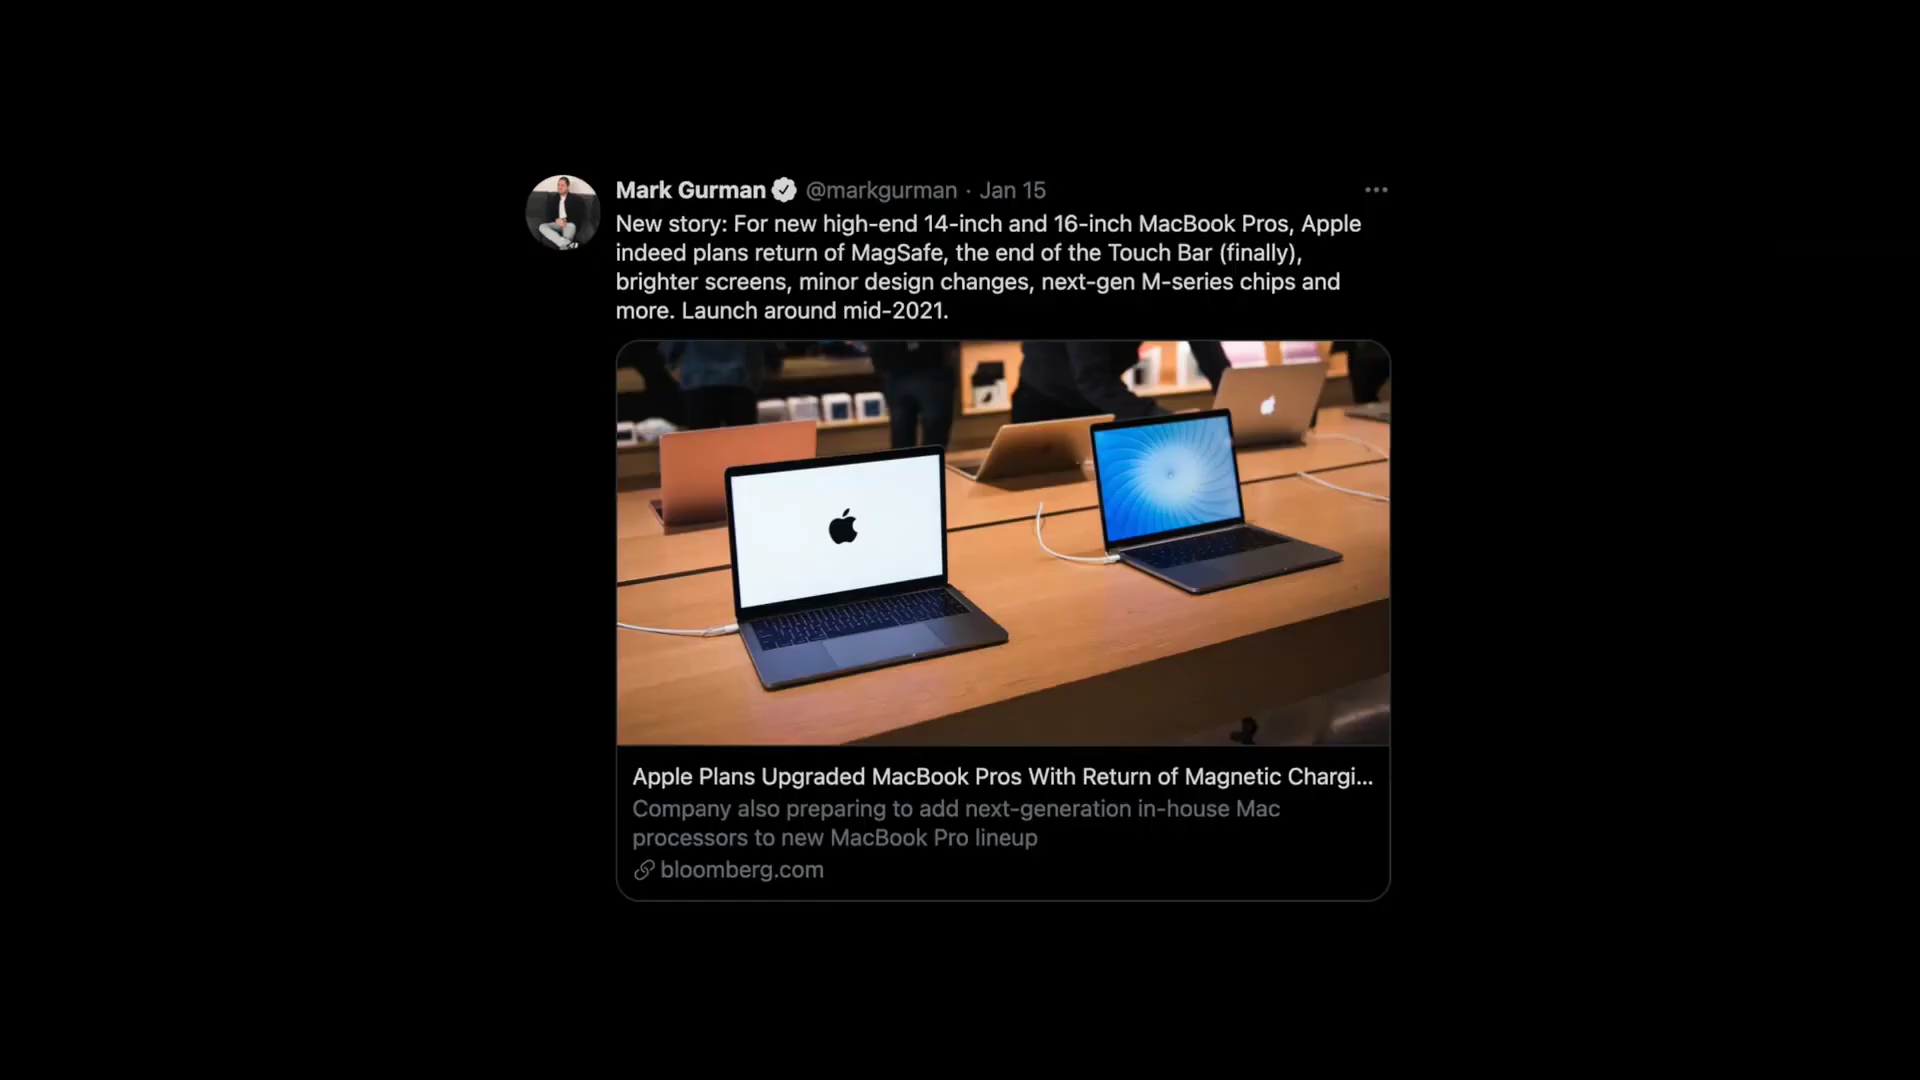 Mark Gurman @markgurman · Jan 15
New story: For new high-end 14-inch and 16-inch MacBook Pros, Apple
indeed plans return of MagSafe, the end of the Touch Bar (finally),
brighter screens, minor design changes, next-gen M-series chips and
more. Launch around mid-2021.
Apple Plans Upgraded MacBook Pros With Return of Magnetic Chargi...
Company also preparing to add next-generation in-house Mac
processors to new MacBook Pro lineup
bloomberg.com